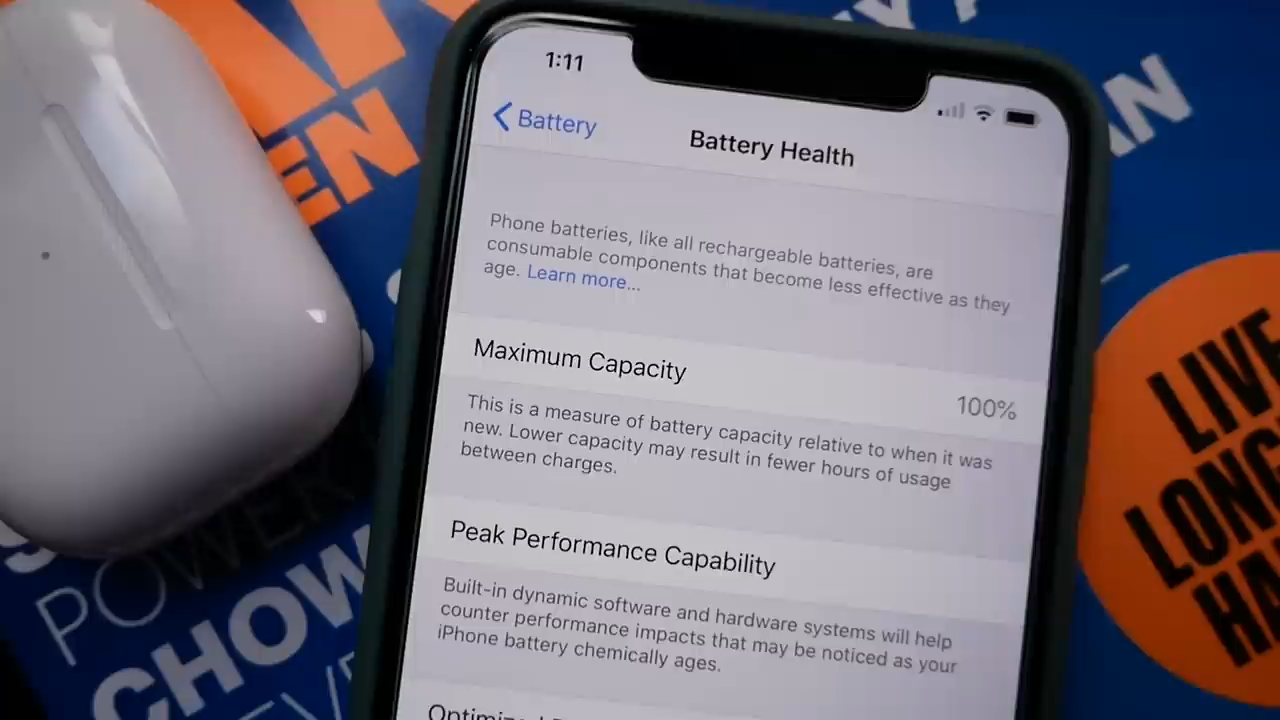 1:11
Battery
Battery Health
Phone batteries, like all rechargeable batteries, are
consumable components that become less effective as they
age. Learn more...
Maximum Capacity
100%
This is a measure of battery capacity relative to when it was
new. Lower capacity may result in fewer hours of usage
between charges.
Peak Performance Capability
Built-in dynamic software and hardware systems will help
counter performance impacts that may be noticed as your
iPhone battery chemically ages.
EN
AN
LIVE
LONG
HA
POWER
CHOW
EV